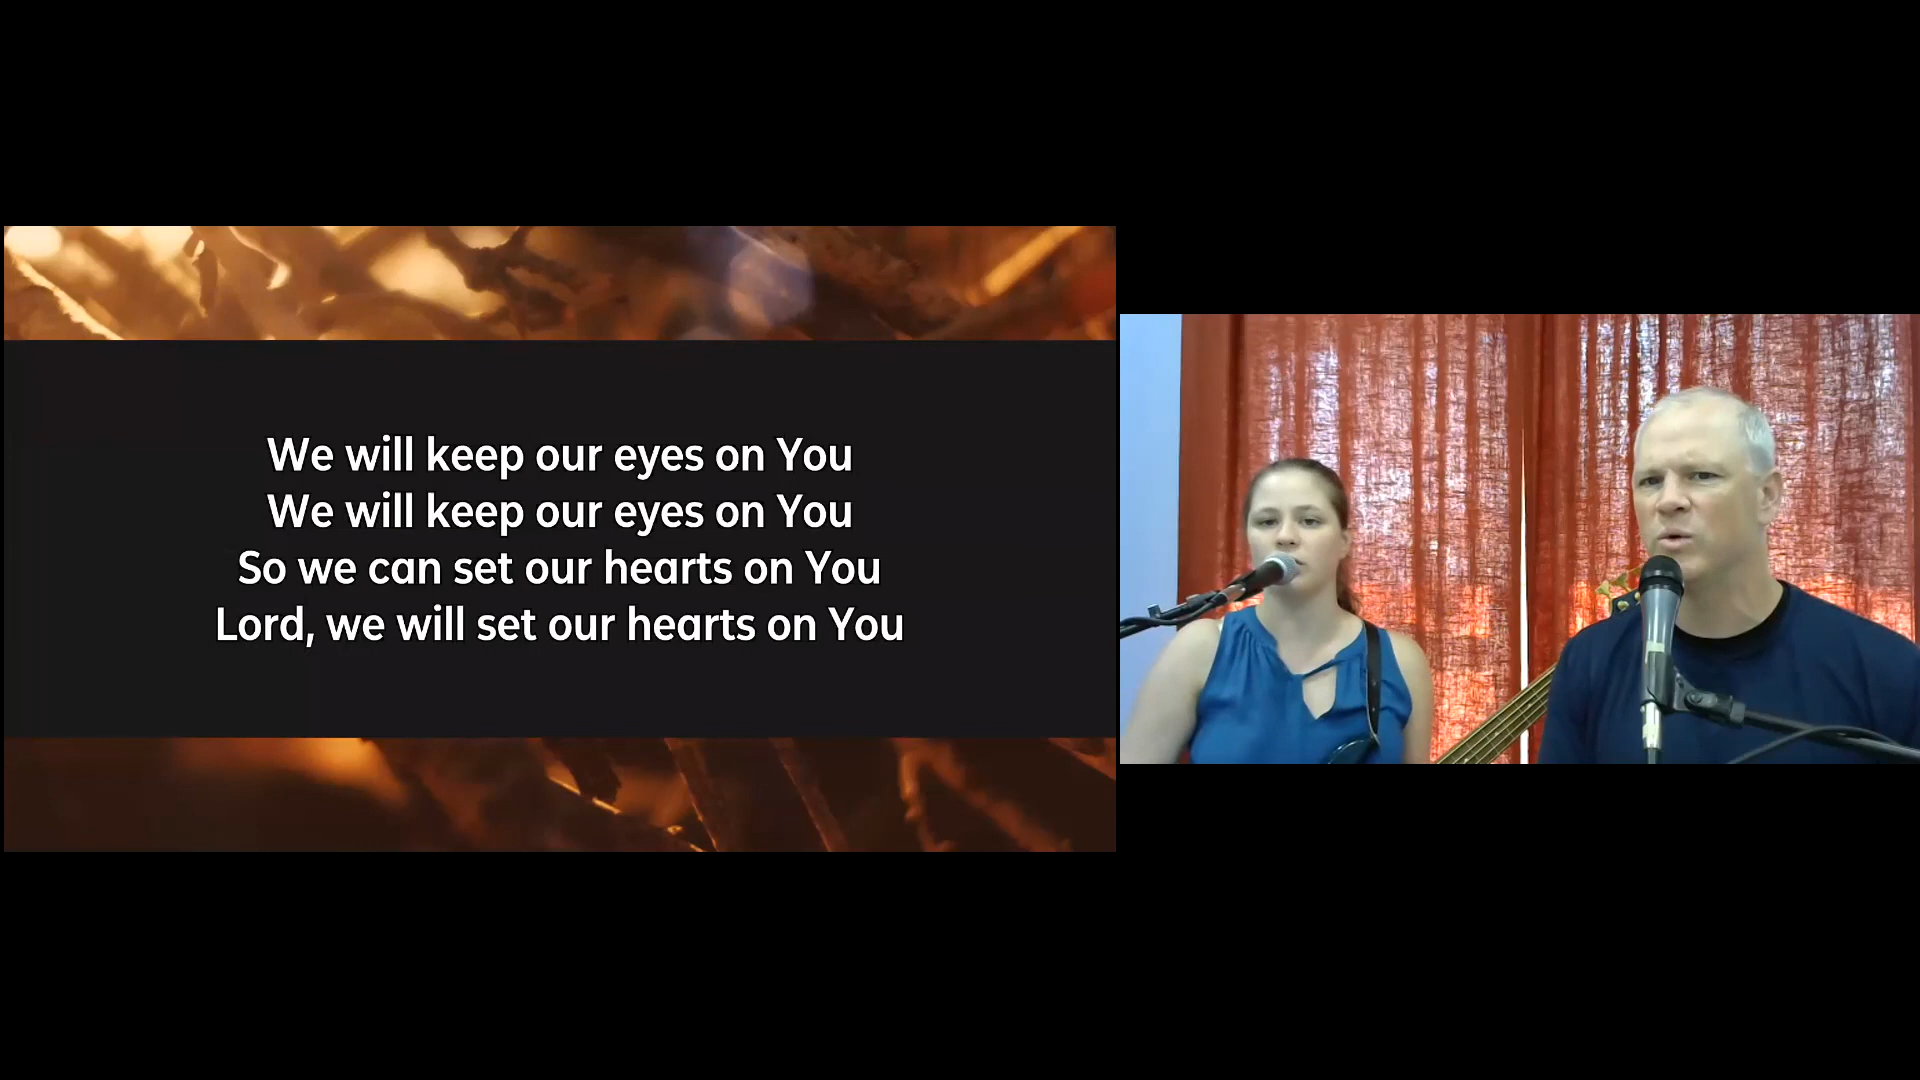 We will keep our eyes on You
We will keep our eyes on You
So we can set our hearts on You
Lord, we will set our hearts on You